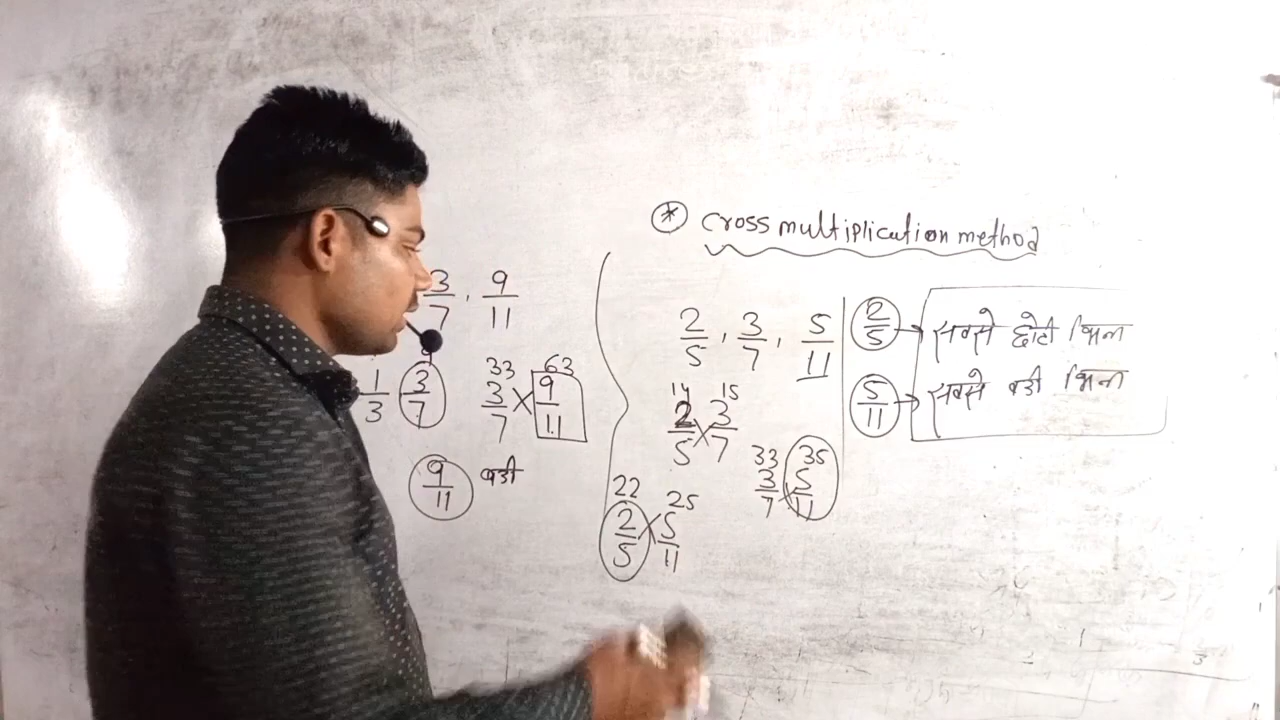 * cross multiplication method
3/7, 9/11
1/3 3/7
9
33 63
3/7 × 9/11
9/11 बडी
2/5, 3/7, 5/11
14 15
2/5 × 3/7
33 35
3/7 × 5/11
22 25
2/5 × 5/11
2/5 → सबसे छोटी भिन्न
5/11 → सबसे बडी भिन्न